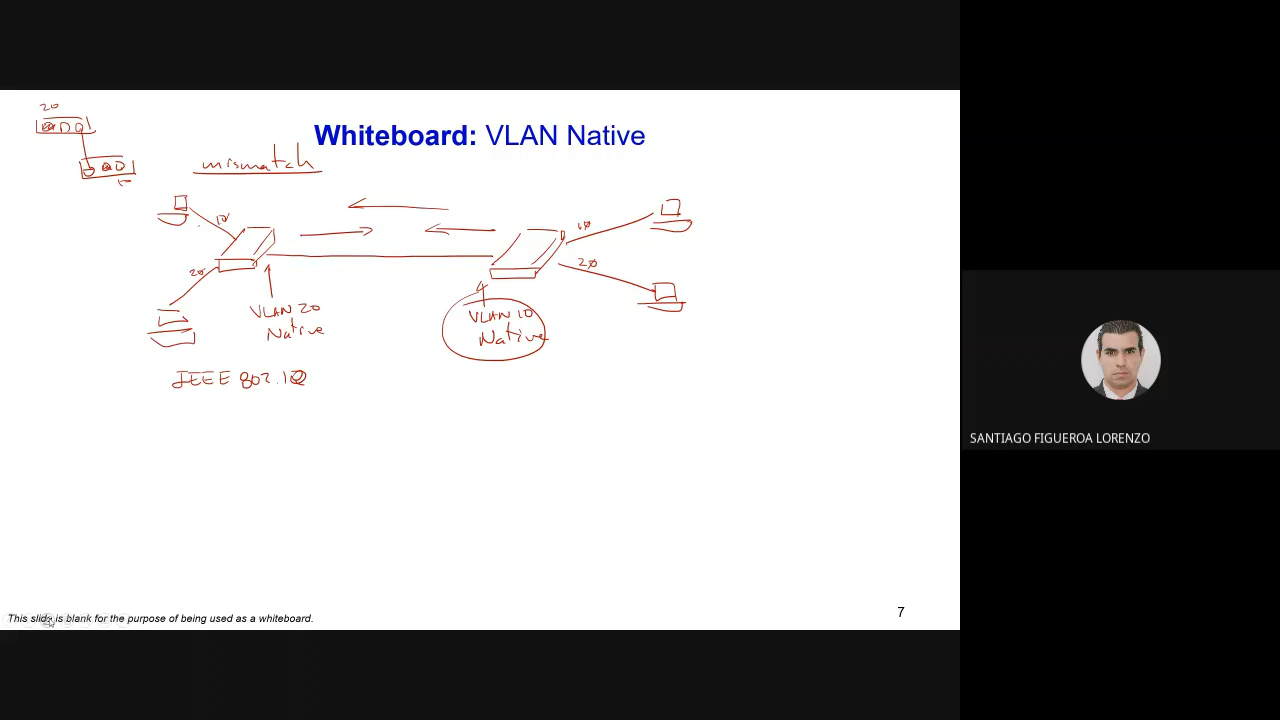 20
Whiteboard: VLAN Native
mismatch
10
10
20
20
VLAN 20
Native
VLAN 10
Native
IEEE 802.1Q
SANTIAGO FIGUEROA LORENZO
7
This slide is blank for the purpose of being used as a whiteboard.